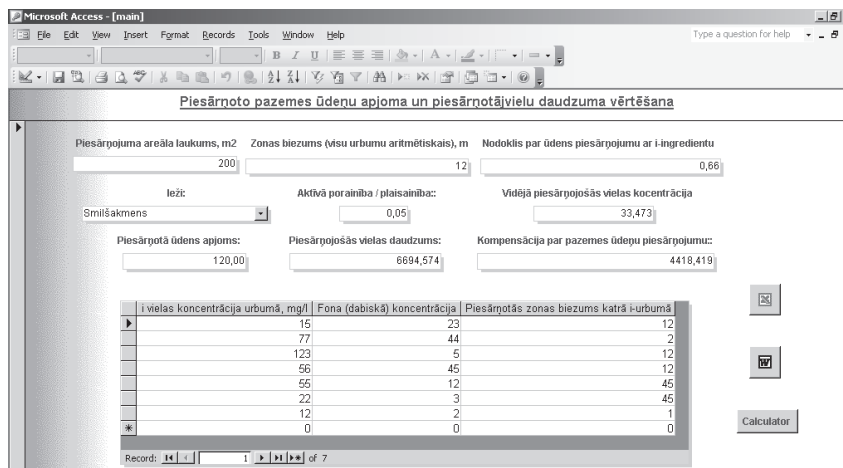 Microsoft Access - [main]
File Edit View Insert Format Records Tools Window Help Type a question for help
Piesārņoto pazemes ūdeņu apjoma un piesārņotājvielu daudzuma vērtēšana
Piesārņojuma areāla laukums, m2 Zonas biezums (visu urbumu aritmētiskais), m Nodoklis par ūdens piesārņojumu ar i-ingredientu
200 12 0,66
Ieži: Aktīvā porainība / plaisainība:: Vidējā piesārņojošās vielas kocentrācija
Smilšakmens 0,05 33,473
Piesārņotā ūdens apjoms: Piesārņojošās vielas daudzums: Kompensācija par pazemes ūdeņu piesārņojumu::
120,00 6694,574 4418,419
i vielas koncentrācija urbumā, mg/l Fona (dabiskā) koncentrācija Piesārņotās zonas biezums katrā i-urbumā
15 23 12
77 44 2
123 5 12
56 45 12
55 12 45
22 3 45
12 2 1
0 0 0
Calculator
Record: 1 of 7